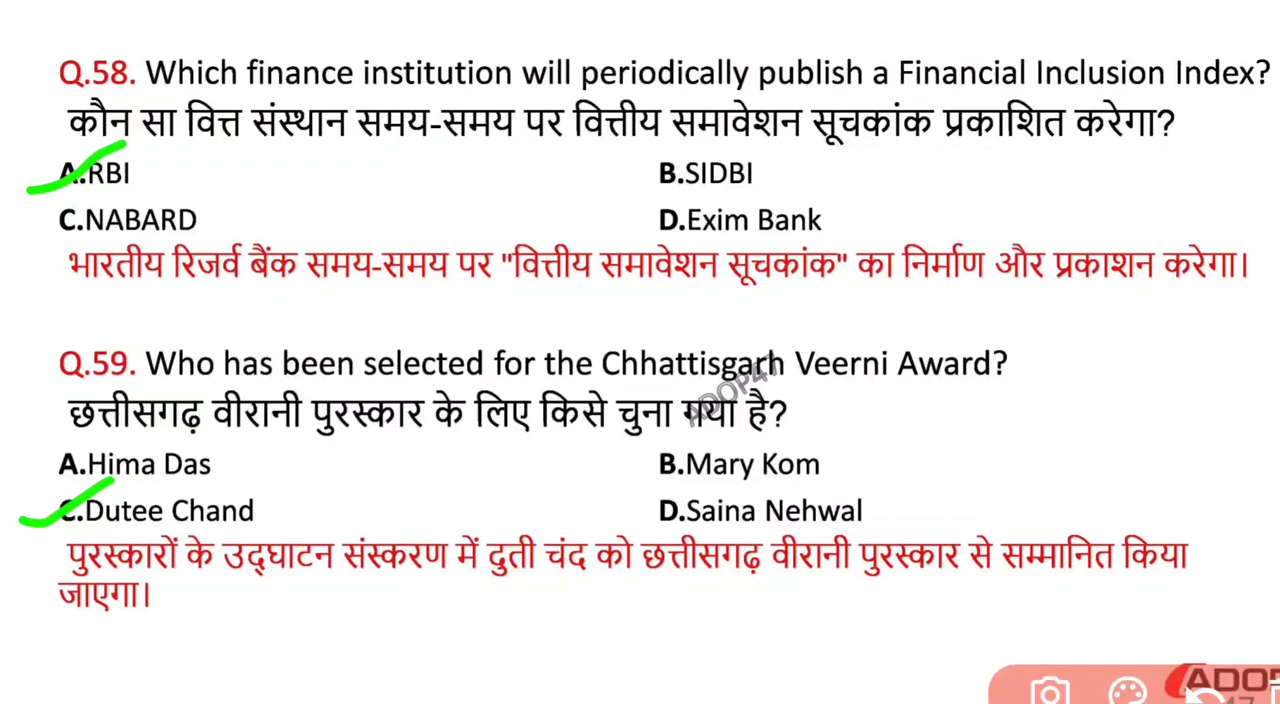 Q.58. Which finance institution will periodically publish a Financial Inclusion Index?
कौन सा वित्त संस्थान समय-समय पर वित्तीय समावेशन सूचकांक प्रकाशित करेगा?
A.RBI B.SIDBI
C.NABARD D.Exim Bank
भारतीय रिजर्व बैंक समय-समय पर "वित्तीय समावेशन सूचकांक" का निर्माण और प्रकाशन करेगा।
Q.59. Who has been selected for the Chhattisgarh Veerni Award?
छत्तीसगढ़ वीरानी पुरस्कार के लिए किसे चुना गया है?
ADOP47
A.Hima Das B.Mary Kom
C.Dutee Chand D.Saina Nehwal
पुरस्कारों के उद्घाटन संस्करण में दुती चंद को छत्तीसगढ़ वीरानी पुरस्कार से सम्मानित किया
जाएगा।